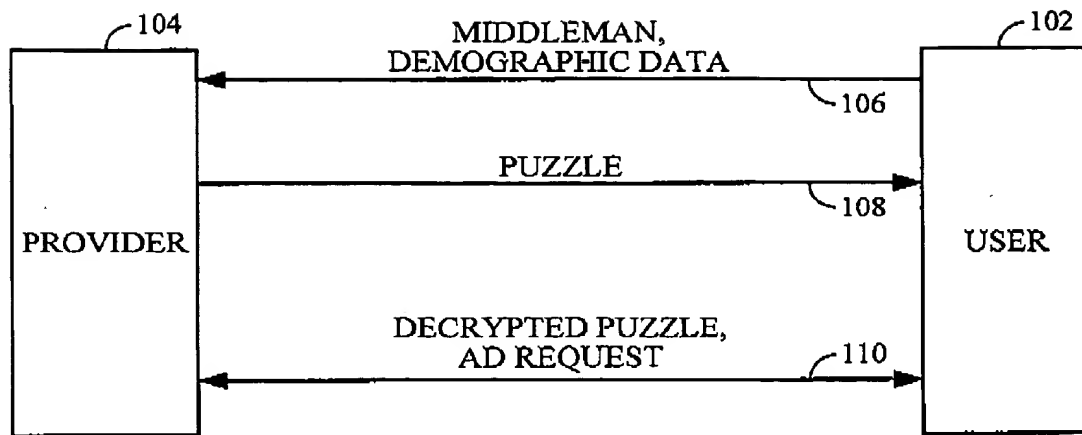 104
102
MIDDLEMAN,
DEMOGRAPHIC DATA
106
PUZZLE
108
PROVIDER
USER
DECRYPTED PUZZLE,
AD REQUEST
110